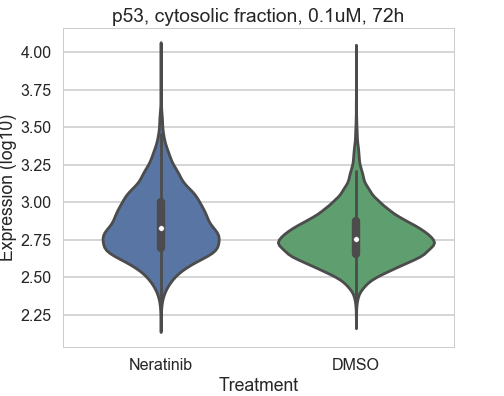 p53, cytosolic fraction, 0.1uM, 72h
Expression (log10)
4.00
3.75
3.50
3.25
3.00
2.75
2.50
2.25
Neratinib
DMSO
Treatment